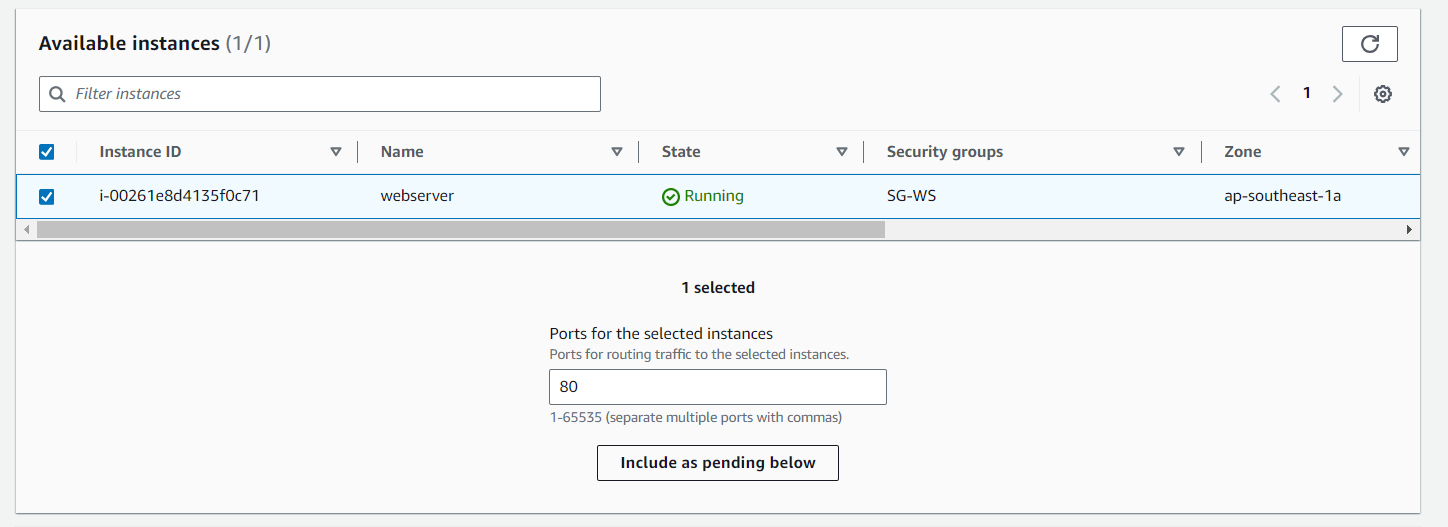 Available instances (1/1)
Filter instances
1
Instance ID Name State Security groups Zone
i-00261e8d4135f0c71 webserver Running SG-WS ap-southeast-1a
1 selected
Ports for the selected instances
Ports for routing traffic to the selected instances.
80
1-65535 (separate multiple ports with commas)
Include as pending below